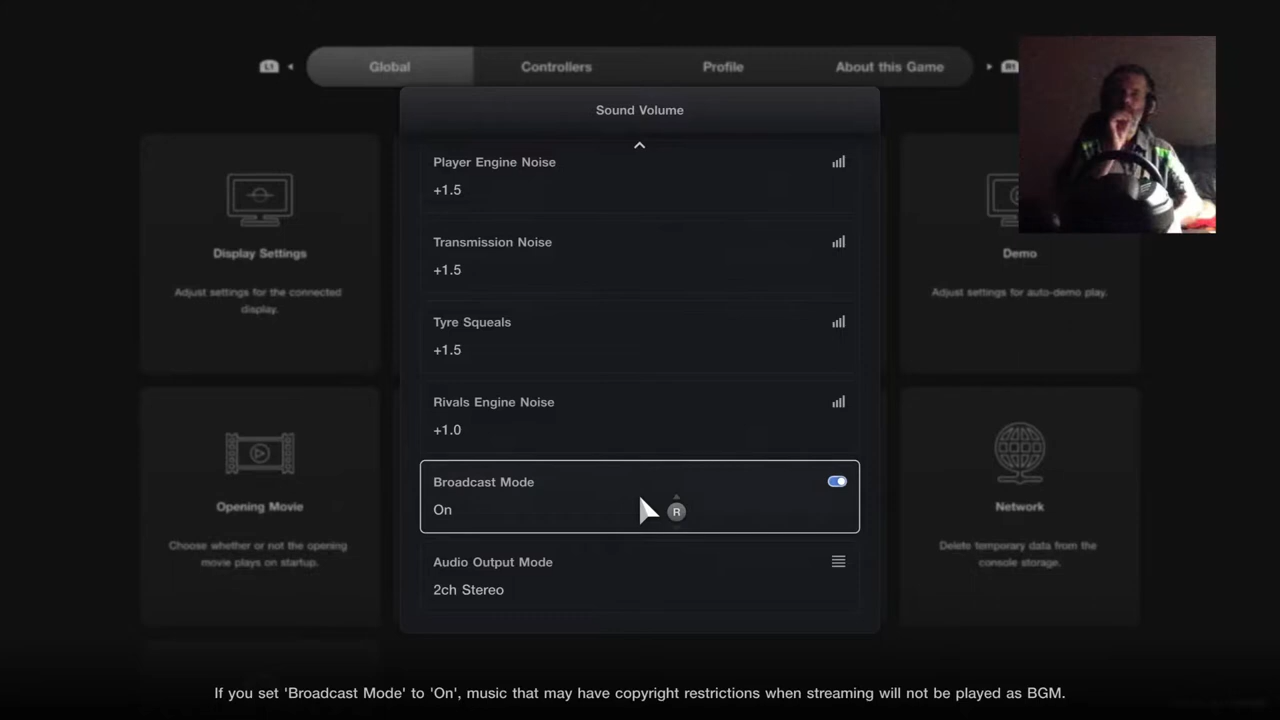 L1
Global
Controllers
Profile
About this Game
R1
Sound Volume
Player Engine Noise
+1.5
Transmission Noise
+1.5
Tyre Squeals
+1.5
Rivals Engine Noise
+1.0
Broadcast Mode
On
R
Audio Output Mode
2ch Stereo
Display Settings
Adjust settings for the connected
display.
Opening Movie
Choose whether or not the opening
movie plays on startup.
Demo
Adjust settings for auto-demo play.
Network
Delete temporary data from the
console storage.
If you set 'Broadcast Mode' to 'On', music that may have copyright restrictions when streaming will not be played as BGM.